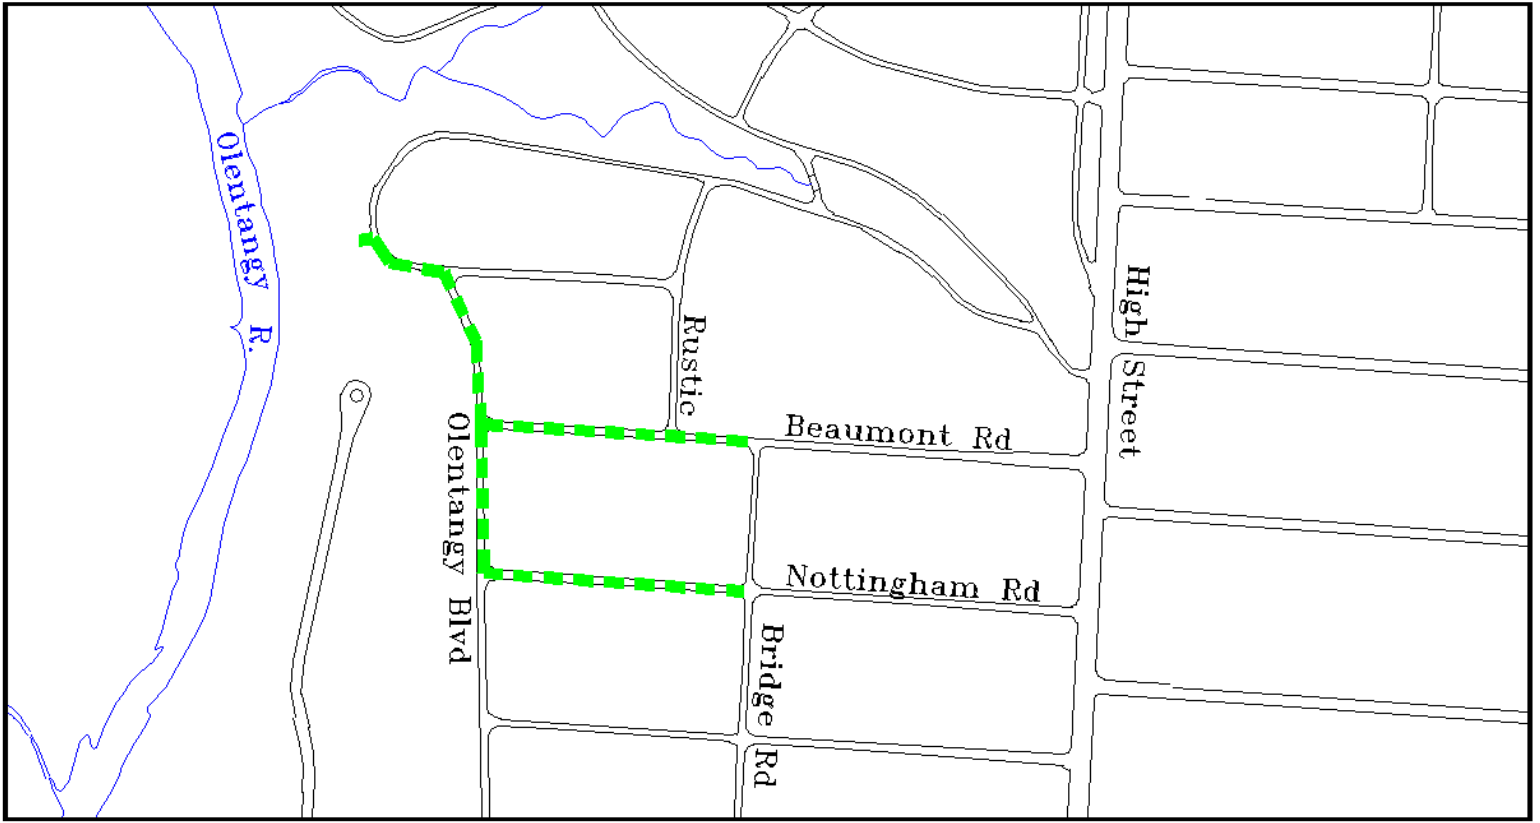 Olentangy R.
High Street
Rustic
Beaumont Rd
Olentangy Blvd
Nottingham Rd
Bridge Rd